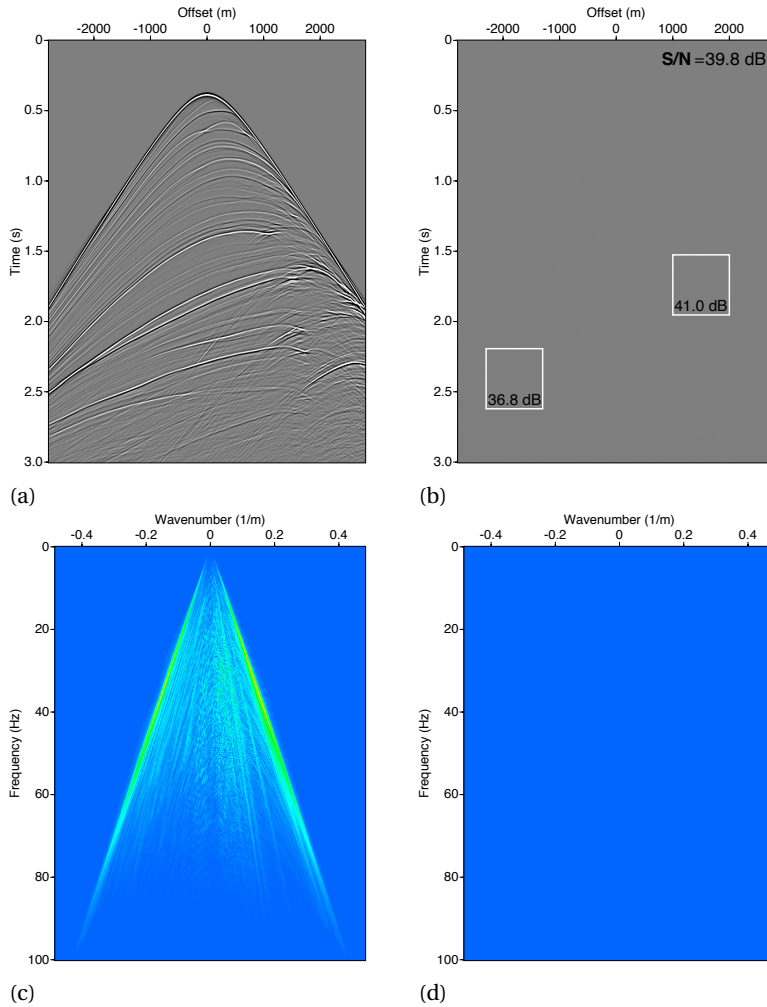 Offset (m)
-2000 -1000 0 1000 2000
0
0.5
1.0
1.5
2.0
2.5
3.0
Time (s)
(a)
Offset (m)
-2000 -1000 0 1000 2000
0
0.5
1.0
1.5
2.0
2.5
3.0
Time (s)
S/N =39.8 dB
41.0 dB
36.8 dB
(b)
Wavenumber (1/m)
-0.4 -0.2 0 0.2 0.4
0
20
40
60
80
100
Frequency (Hz)
(c)
Wavenumber (1/m)
-0.4 -0.2 0 0.2 0.4
0
20
40
60
80
100
Frequency (Hz)
(d)